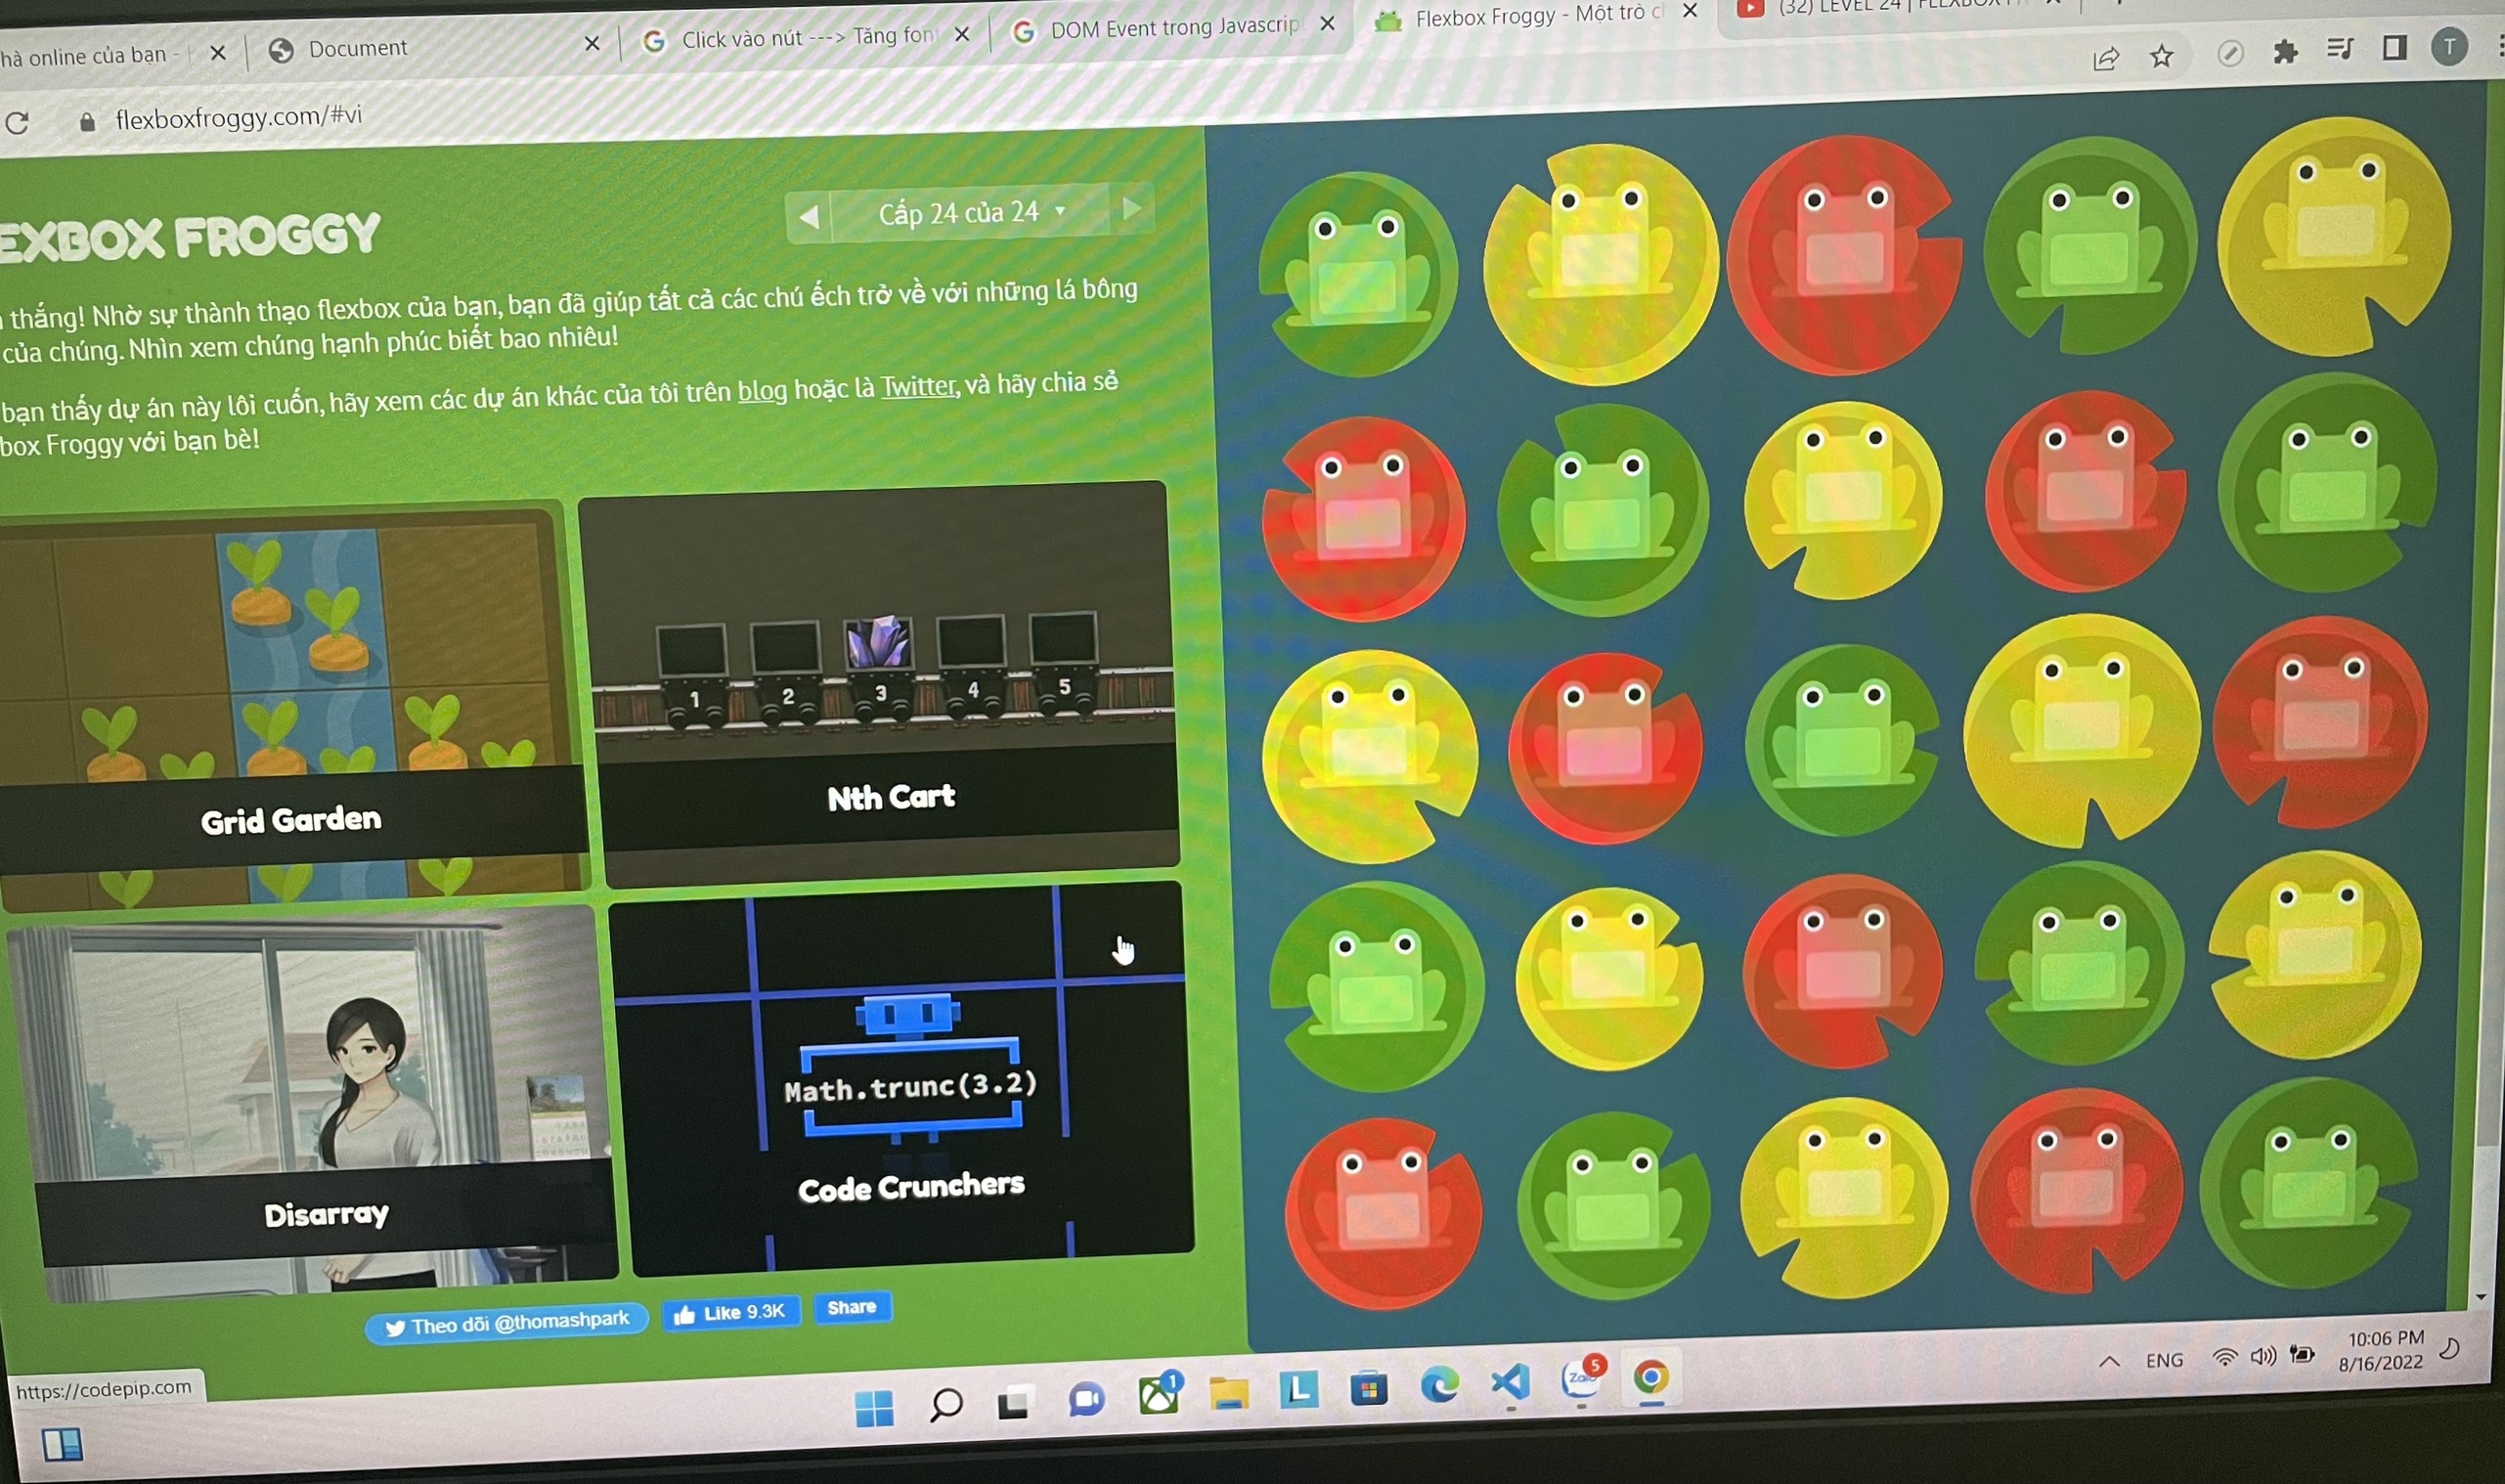 hà online của bạn -
Document
Click vào nút ---> Tăng fon
DOM Event trong Javascrip
Flexbox Froggy - Một trò c
(32) LEVEL 24 |
T
flexboxfroggy.com/#vi
EXBOX FROGGY
Cấp 24 của 24
thắng! Nhờ sự thành thạo flexbox của bạn, bạn đã giúp tất cả các chú ếch trở về với những lá bông
của chúng. Nhìn xem chúng hạnh phúc biết bao nhiêu!
bạn thấy dự án này lôi cuốn, hãy xem các dự án khác của tôi trên blog hoặc là Twitter, và hãy chia sẻ
box Froggy với bạn bè!
1 2 3 4 5
Grid Garden
Nth Cart
Math.trunc(3.2)
Disarray
Code Crunchers
Theo dõi @thomashpark
Like 9.3K
Share
https://codepip.com
1
L
Zalo
5
ENG
10:06 PM
8/16/2022